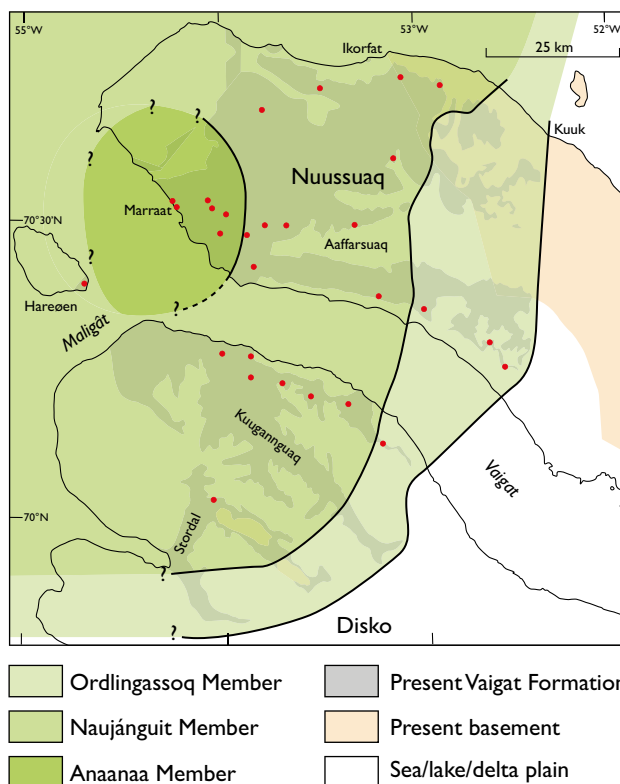 55°W
53°W
52°W
Ikorfat
25 km
?
?
Kuuk
Nuussuaq
Marraat
70°30'N
Aaffarsuaq
?
?
Hareøen
Maligât
Kuugannguaq
Vaigat
70°N
Stordal
?
?
Disko
Ordlingassoq Member
Present Vaigat Formation
Naujánguit Member
Present basement
Anaanaa Member
Sea/lake/delta plain